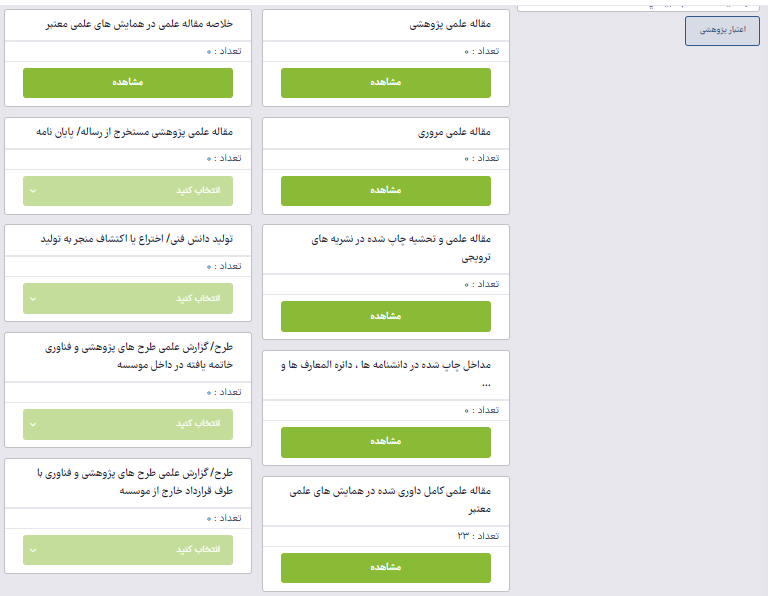 اعتبار پژوهشی
مقاله علمی پژوهشی
تعداد : ۰
مشاهده
خلاصه مقاله علمی در همایش های علمی معتبر
تعداد : ۰
مشاهده
مقاله علمی مروری
تعداد : ۰
مشاهده
مقاله علمی پژوهشی مستخرج از رساله/ پایان نامه
تعداد : ۰
انتخاب کنید
مقاله علمی و تحشیه چاپ شده در نشریه های
ترویجی
تعداد : ۰
مشاهده
تولید دانش فنی/ اختراع یا اکتشاف منجر به تولید
تعداد : ۰
انتخاب کنید
مداخل چاپ شده در دانشنامه ها ، دائره المعارف ها و
...
تعداد : ۰
مشاهده
طرح/ گزارش علمی طرح های پژوهشی و فناوری
خاتمه یافته در داخل موسسه
تعداد : ۰
انتخاب کنید
مقاله علمی کامل داوری شده در همایش های علمی
معتبر
تعداد : ۲۳
مشاهده
طرح/ گزارش علمی طرح های پژوهشی و فناوری با
طرف قرارداد خارج از موسسه
تعداد : ۰
انتخاب کنید